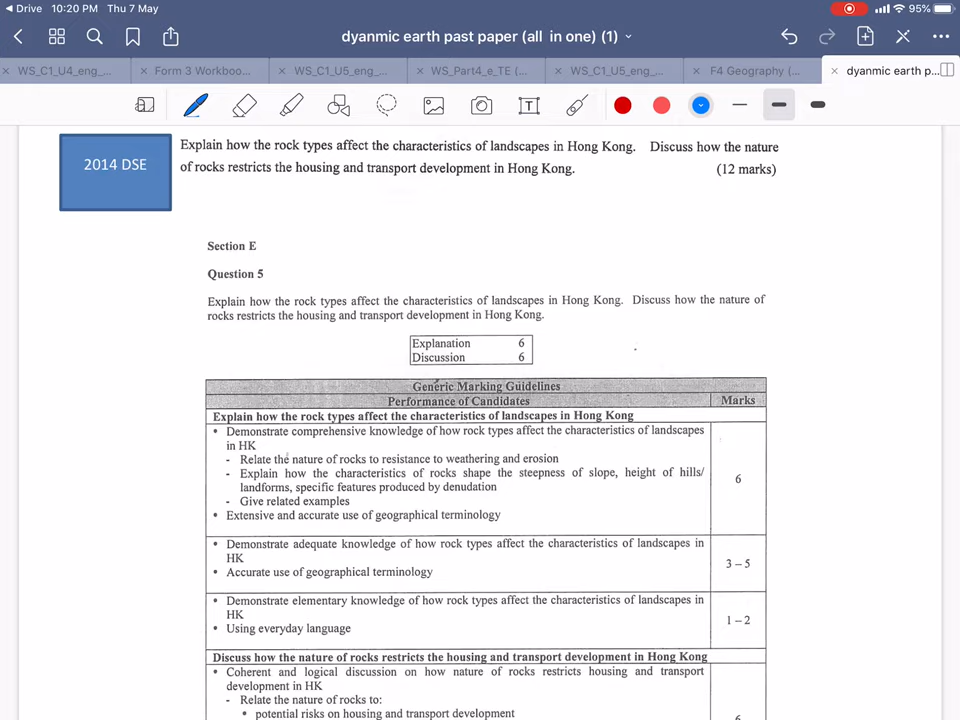 Drive 10:20 PM Thu 7 May 95%
dyanmic earth past paper (all in one) (1)
WS_C1_U4_eng_... Form 3 Workboo... WS_C1_U5_eng_... WS_Part4_e_TE (... WS_C1_U5_eng_... F4 Geography (... dyanmic earth p...
2014 DSE
Explain how the rock types affect the characteristics of landscapes in Hong Kong. Discuss how the nature
of rocks restricts the housing and transport development in Hong Kong. (12 marks)
Section E
Question 5
Explain how the rock types affect the characteristics of landscapes in Hong Kong. Discuss how the nature of
rocks restricts the housing and transport development in Hong Kong.
Explanation 6
Discussion 6
Generic Marking Guidelines
Performance of Candidates Marks
Explain how the rock types affect the characteristics of landscapes in Hong Kong
• Demonstrate comprehensive knowledge of how rock types affect the characteristics of landscapes
in HK
- Relate the nature of rocks to resistance to weathering and erosion
- Explain how the characteristics of rocks shape the steepness of slope, height of hills/
landforms, specific features produced by denudation
- Give related examples
• Extensive and accurate use of geographical terminology
6
• Demonstrate adequate knowledge of how rock types affect the characteristics of landscapes in
HK
• Accurate use of geographical terminology
3 – 5
• Demonstrate elementary knowledge of how rock types affect the characteristics of landscapes in
HK
• Using everyday language
1 – 2
Discuss how the nature of rocks restricts the housing and transport development in Hong Kong
• Coherent and logical discussion on how nature of rocks restricts housing and transport
development in HK
- Relate the nature of rocks to:
• potential risks on housing and transport development
6